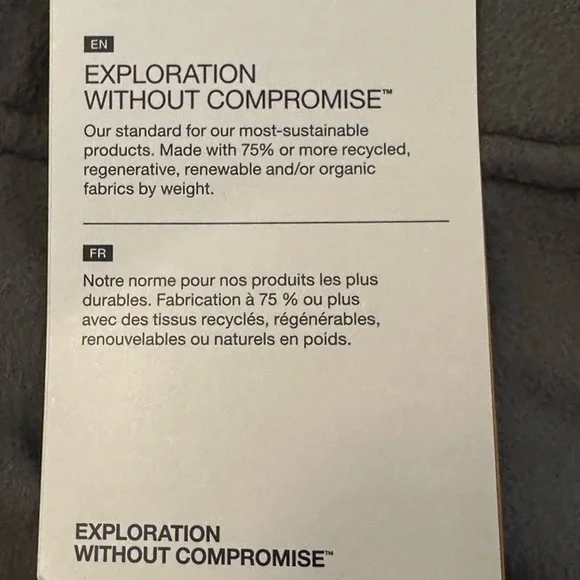 EN
EXPLORATION
WITHOUT COMPROMISE™
Our standard for our most-sustainable
products. Made with 75% or more recycled,
regenerative, renewable and/or organic
fabrics by weight.
FR
Notre norme pour nos produits les plus
durables. Fabrication à 75 % ou plus
avec des tissus recyclés, régénérables,
renouvelables ou naturels en poids.
EXPLORATION
WITHOUT COMPROMISE™